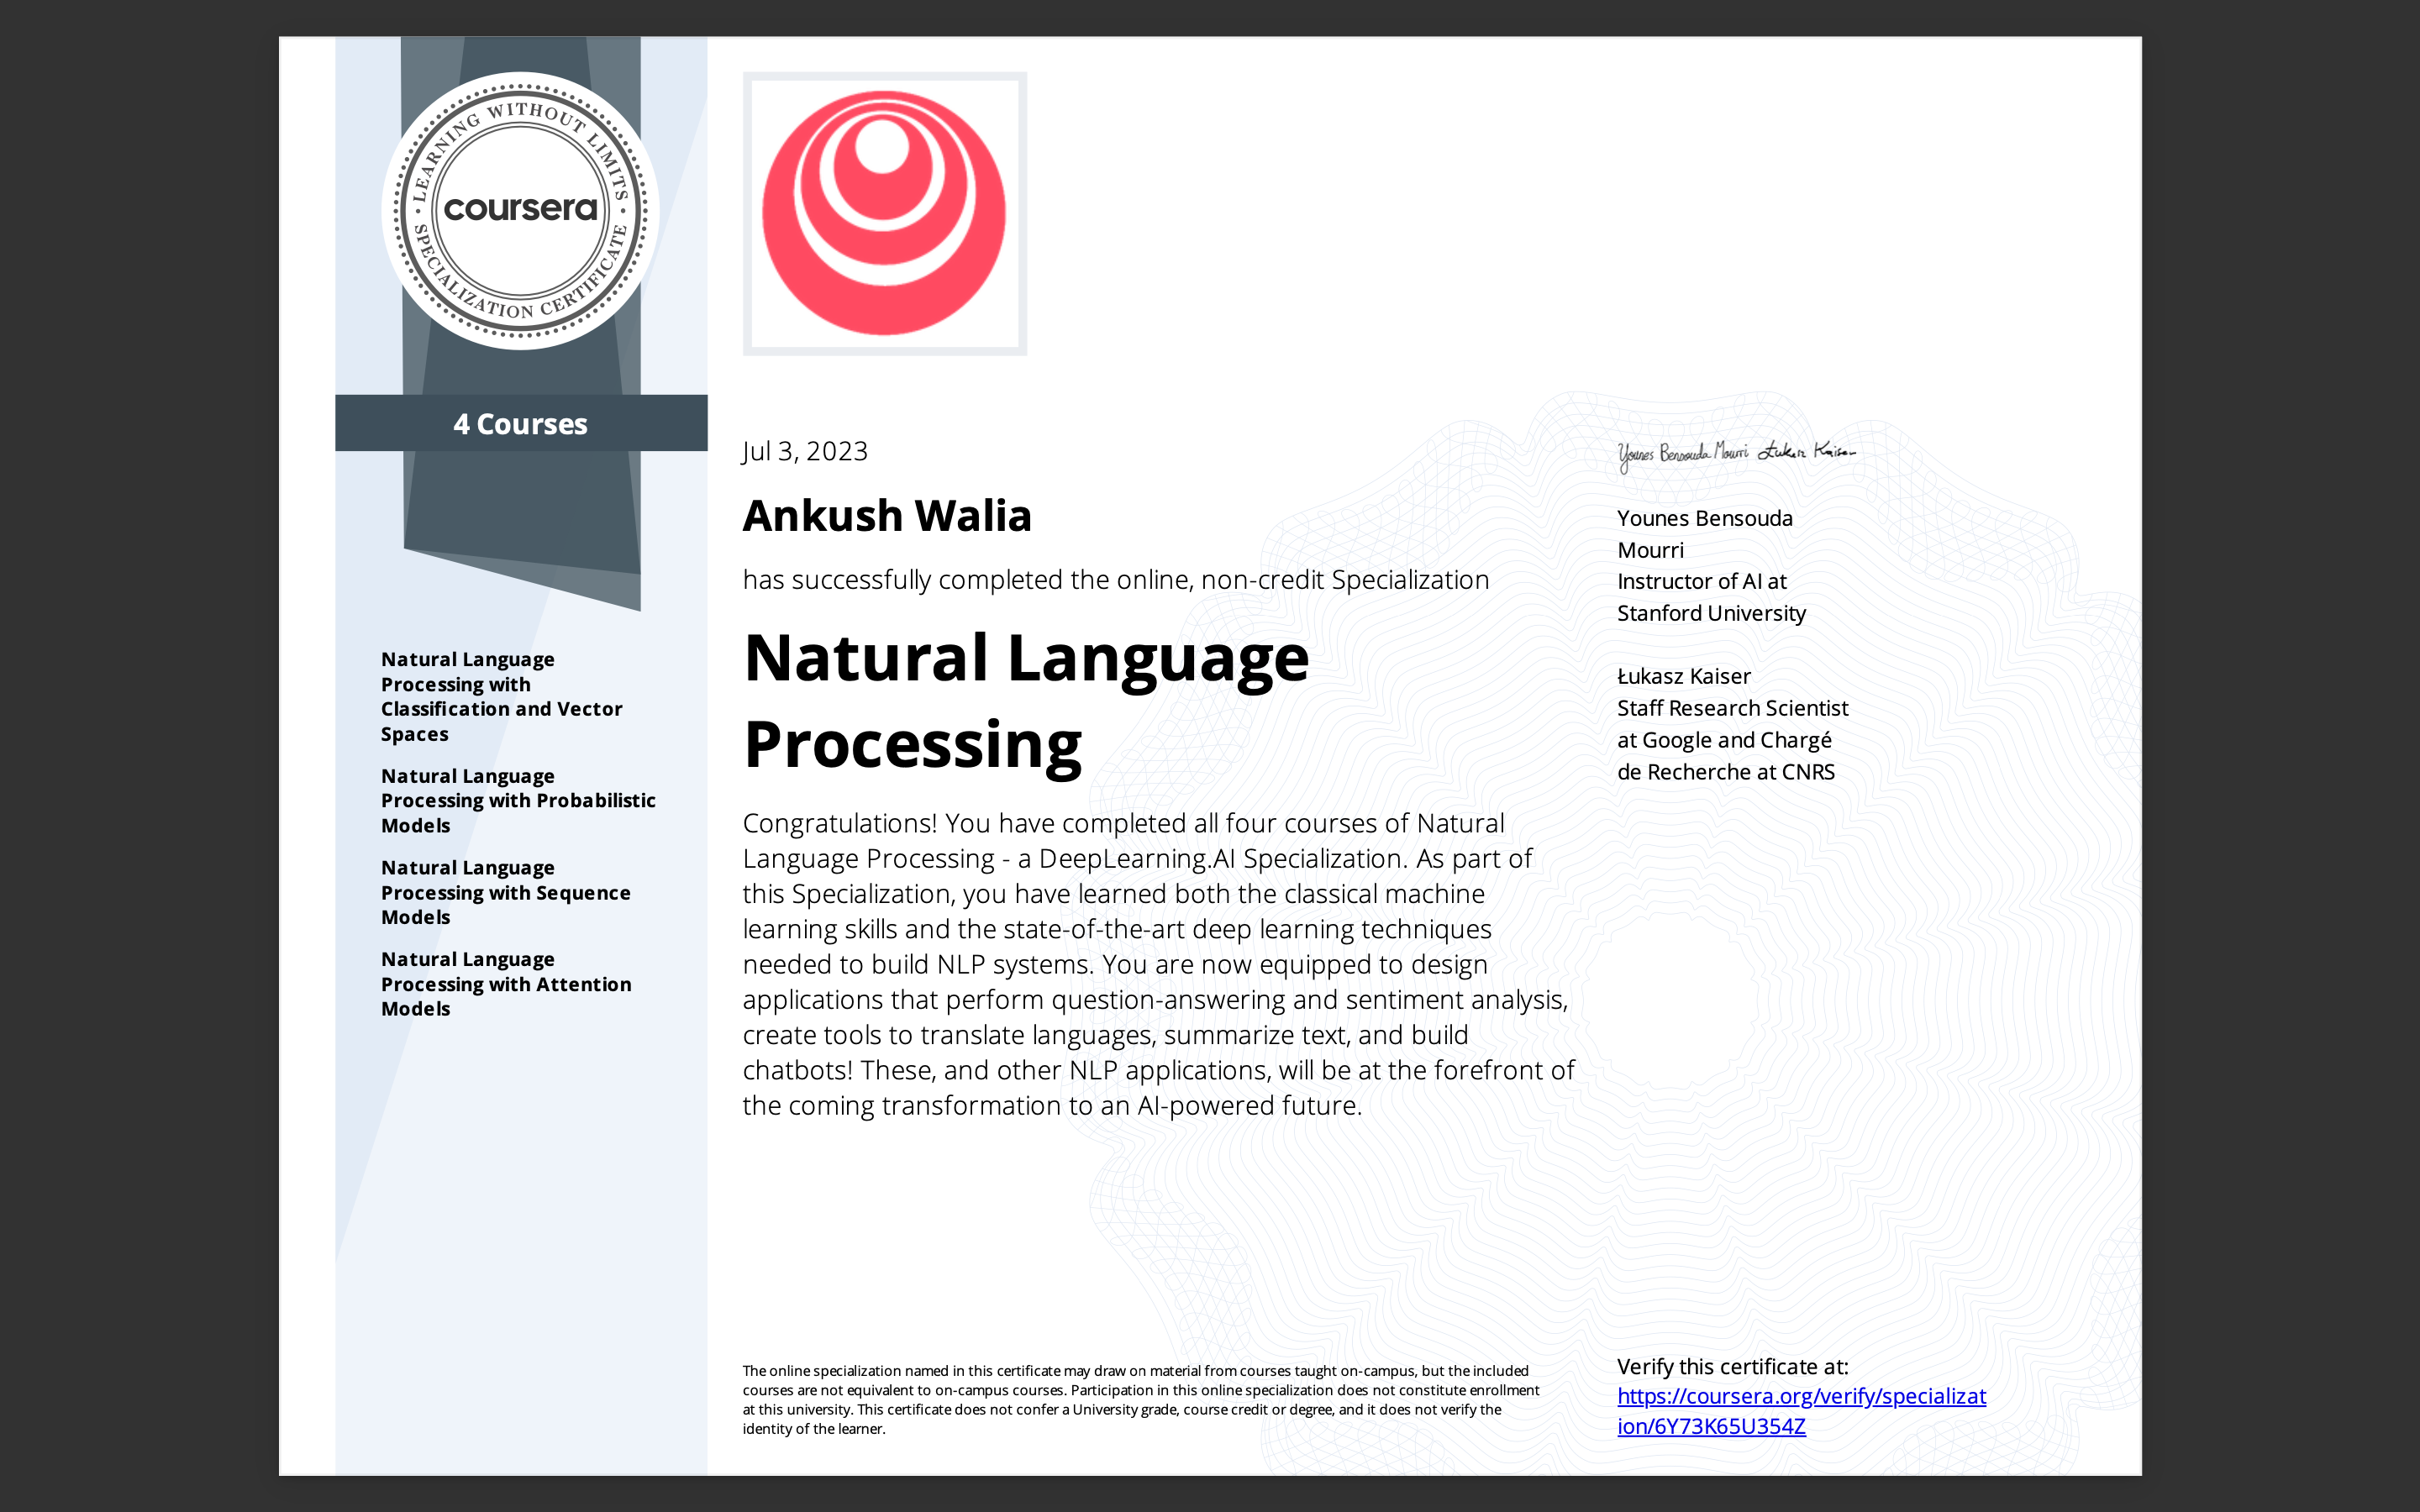 LEARNING WITHOUT LIMITS
coursera
SPECIALIZATION CERTIFICATE
4 Courses
Natural Language
Processing with
Classification and Vector
Spaces
Natural Language
Processing with Probabilistic
Models
Natural Language
Processing with Sequence
Models
Natural Language
Processing with Attention
Models
Jul 3, 2023
Ankush Walia
has successfully completed the online, non-credit Specialization
Natural Language
Processing
Congratulations! You have completed all four courses of Natural
Language Processing - a DeepLearning.AI Specialization. As part of
this Specialization, you have learned both the classical machine
learning skills and the state-of-the-art deep learning techniques
needed to build NLP systems. You are now equipped to design
applications that perform question-answering and sentiment analysis,
create tools to translate languages, summarize text, and build
chatbots! These, and other NLP applications, will be at the forefront of
the coming transformation to an AI-powered future.
Younes Bensouda Mourri Łukasz Kaiser
Younes Bensouda
Mourri
Instructor of AI at
Stanford University
Łukasz Kaiser
Staff Research Scientist
at Google and Chargé
de Recherche at CNRS
The online specialization named in this certificate may draw on material from courses taught on-campus, but the included
courses are not equivalent to on-campus courses. Participation in this online specialization does not constitute enrollment
at this university. This certificate does not confer a University grade, course credit or degree, and it does not verify the
identity of the learner.
Verify this certificate at:
https://coursera.org/verify/specializat
ion/6Y73K65U354Z